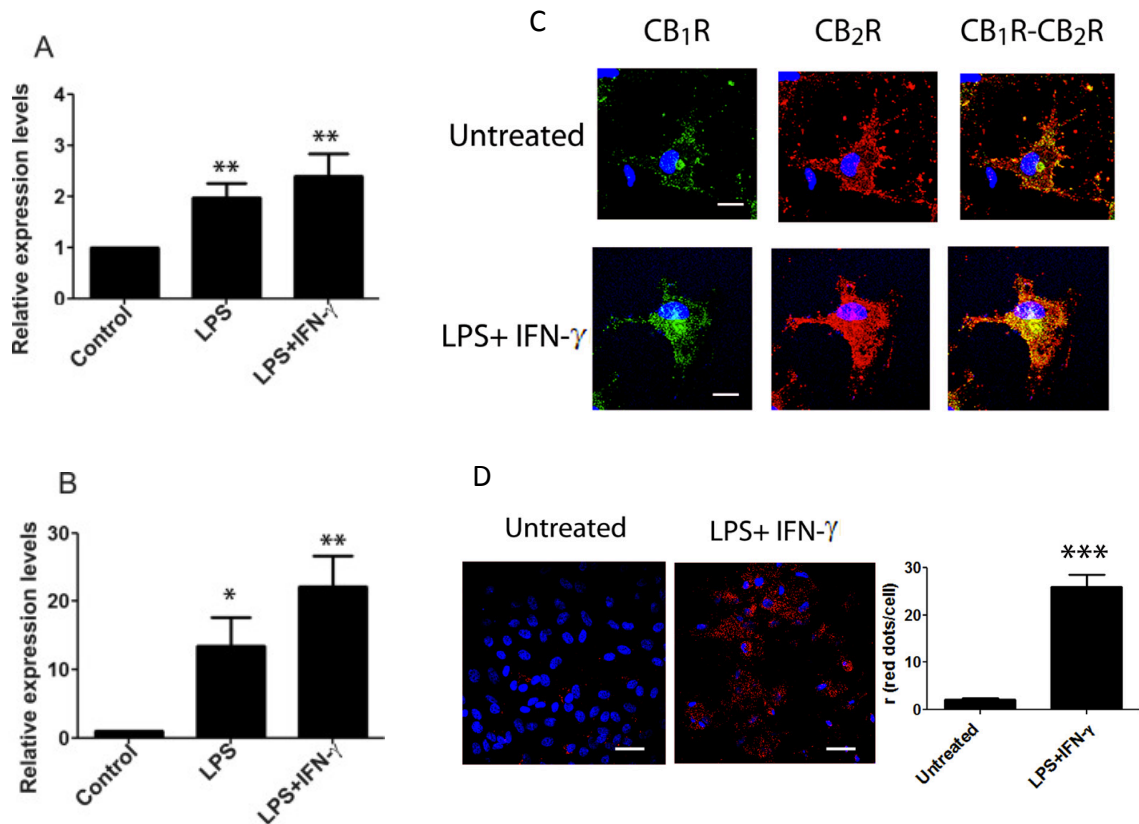 A
Relative expression levels
4
3
2
1
0
Control
LPS
LPS+IFN-γ
**
**
B
Relative expression levels
30
20
10
0
Control
LPS
LPS+IFN-γ
*
**
C
CB1R
CB2R
CB1R-CB2R
Untreated
LPS+ IFN-γ
D
Untreated
LPS+ IFN-γ
r (red dots/cell)
30
20
10
0
Untreated
LPS+IFN-γ
***